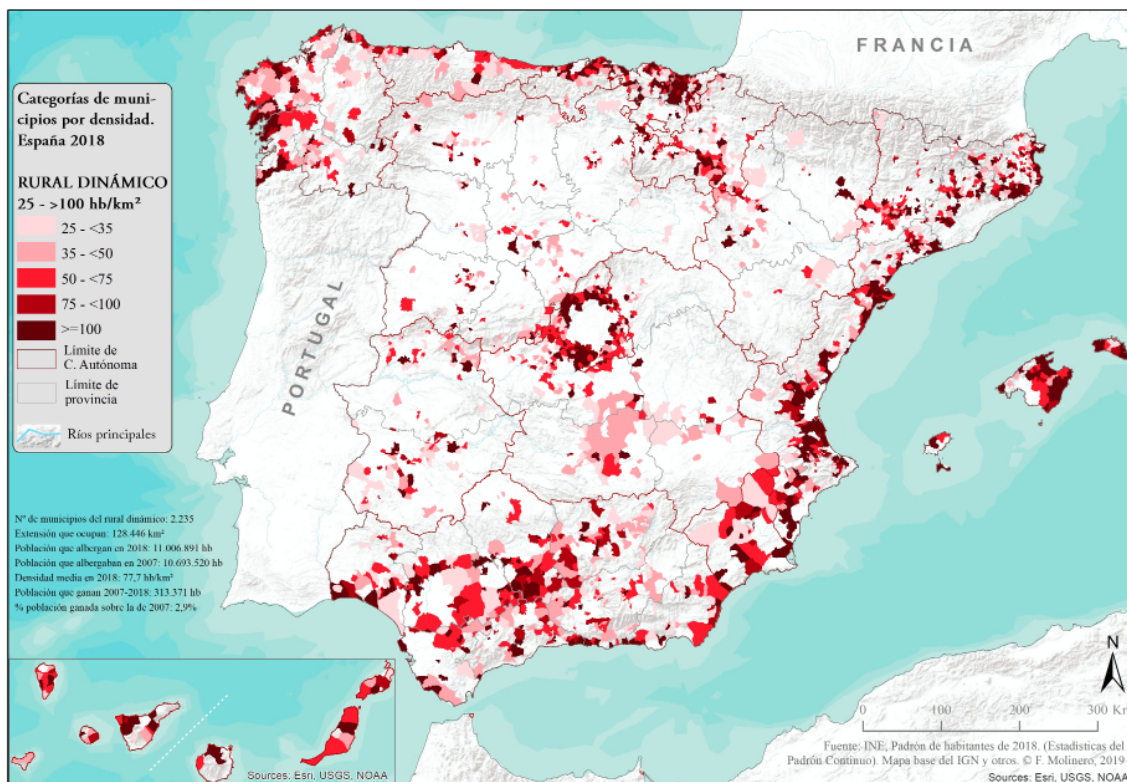 FRANCIA
PORTUGAL
Categorías de muni-
cipios por densidad.
España 2018
RURAL DINÁMICO
25 - >100 hb/km²
25 - <35
35 - <50
50 - <75
75 - <100
>=100
Límite de
C. Autónoma
Límite de
provincia
Ríos principales
Nº de municipios del rural dinámico: 2.235
Extensión que ocupan: 128.446 km²
Población que albergan en 2018: 11.006.891 hb
Población que albergaban en 2007: 10.693.520 hb
Densidad media en 2018: 77,7 hb/km²
Población que ganan 2007-2018: 313.371 hb
% población ganada sobre la de 2007: 2,9%
Sources: Esri, USGS, NOAA
N
0 100 200 300 Km
Fuente: INE, Padrón de habitantes de 2018. (Estadísticas del
Padrón Continuo). Mapa base del IGN y otros. © F. Molinero, 2019
Sources: Esri, USGS, NOAA